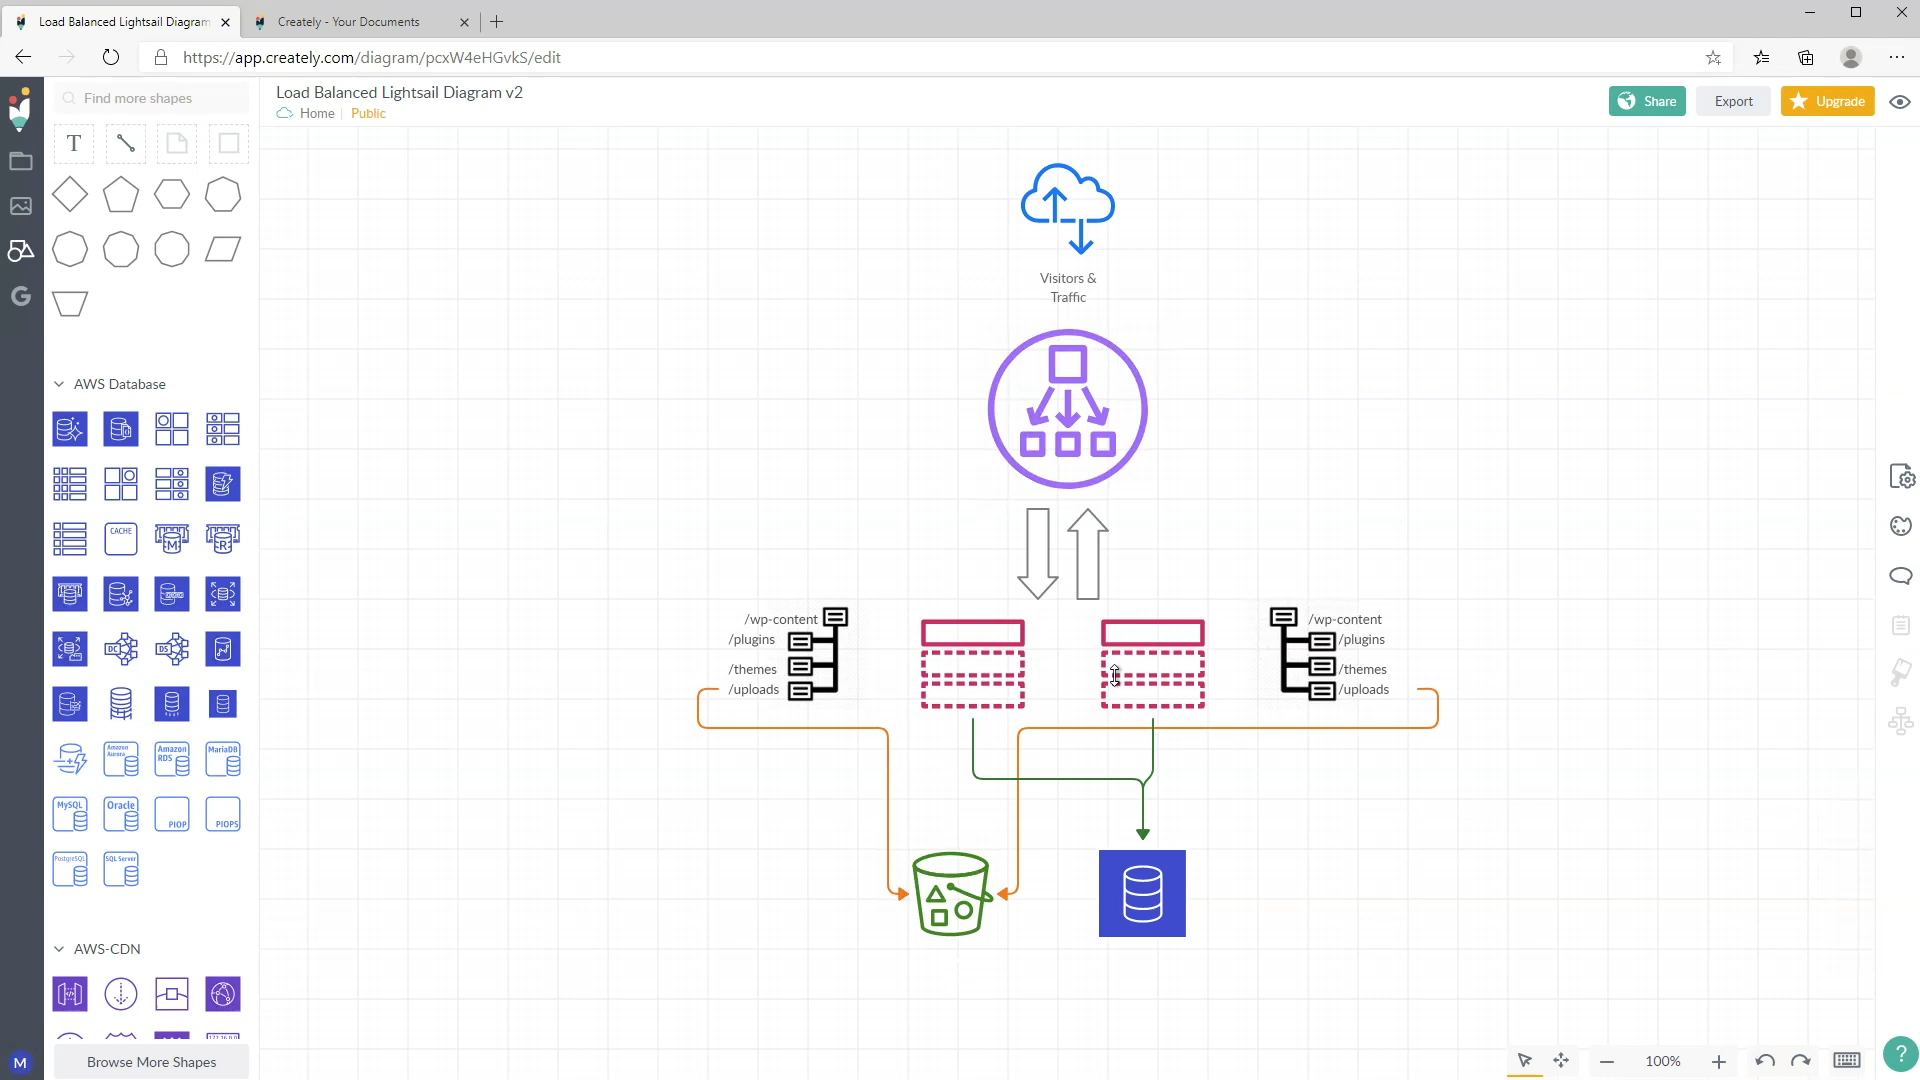 Load Balanced Lightsail Diagram
Creately - Your Documents
https://app.creately.com/diagram/pcxW4eHGvkS/edit
Find more shapes
Load Balanced Lightsail Diagram v2
Home
Public
Share
Export
Upgrade
T
G
AWS Database
CACHE
M
R
DC
DS
Amazon Aurora
Amazon RDS
MariaDB
MySQL
Oracle
PIOP
PIOPS
PostgreSQL
SQL Server
AWS-CDN
Browse More Shapes
M
Visitors &
Traffic
/wp-content
/plugins
/themes
/uploads
/wp-content
/plugins
/themes
/uploads
100%
?